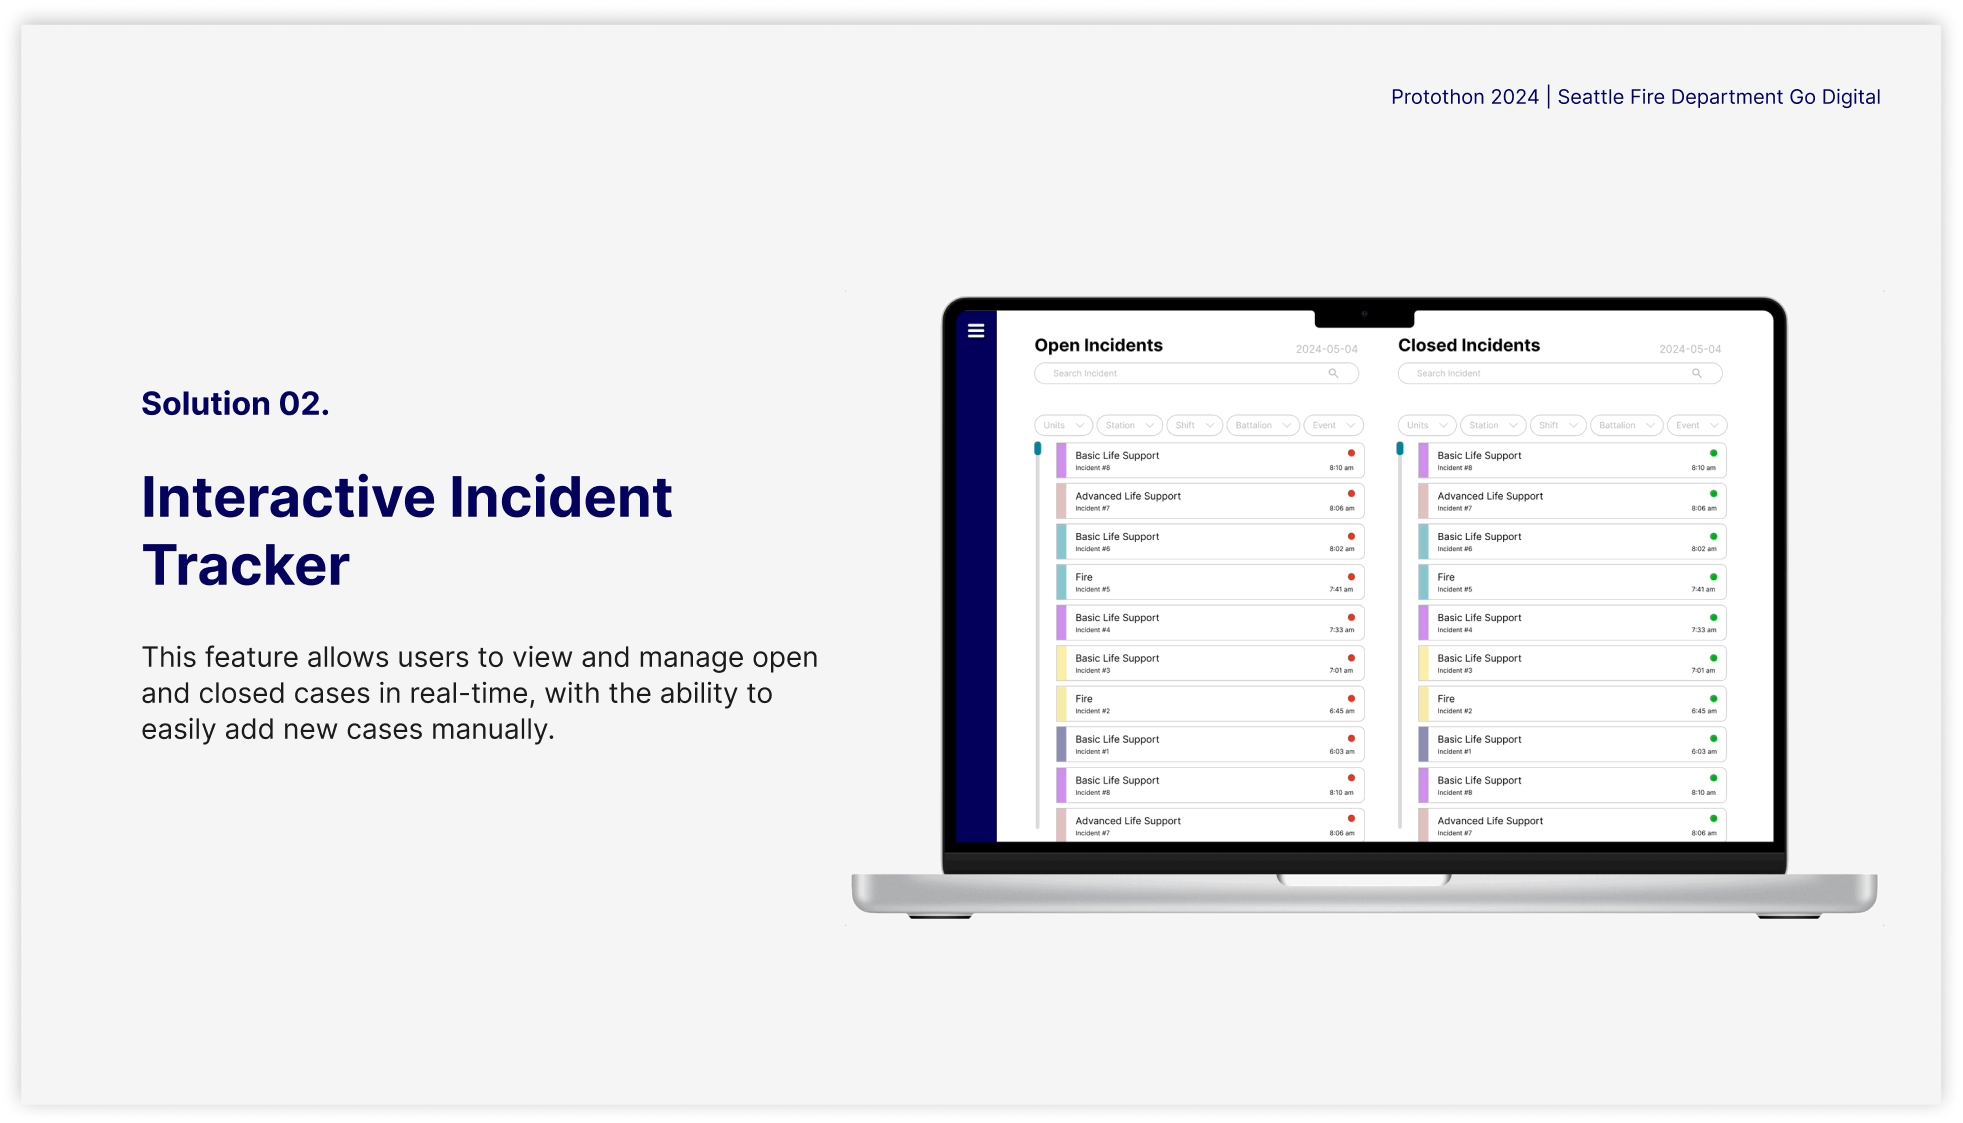 Protothon 2024 | Seattle Fire Department Go Digital
Solution 02.
Interactive Incident
Tracker
This feature allows users to view and manage open
and closed cases in real-time, with the ability to
easily add new cases manually.
Open Incidents
2024-05-04
Search Incident
Units
Station
Shift
Battalion
Event
Basic Life Support
Incident #8
8:10 am
Advanced Life Support
Incident #7
8:06 am
Basic Life Support
Incident #6
8:02 am
Fire
Incident #5
7:41 am
Basic Life Support
Incident #4
7:33 am
Basic Life Support
Incident #3
7:01 am
Fire
Incident #2
6:45 am
Basic Life Support
Incident #1
6:03 am
Basic Life Support
Incident #8
8:10 am
Advanced Life Support
Incident #7
8:06 am
Closed Incidents
2024-05-04
Search Incident
Units
Station
Shift
Battalion
Event
Basic Life Support
Incident #8
8:10 am
Advanced Life Support
Incident #7
8:06 am
Basic Life Support
Incident #6
8:02 am
Fire
Incident #5
7:41 am
Basic Life Support
Incident #4
7:33 am
Basic Life Support
Incident #3
7:01 am
Fire
Incident #2
6:45 am
Basic Life Support
Incident #1
6:03 am
Basic Life Support
Incident #8
8:10 am
Advanced Life Support
Incident #7
8:06 am